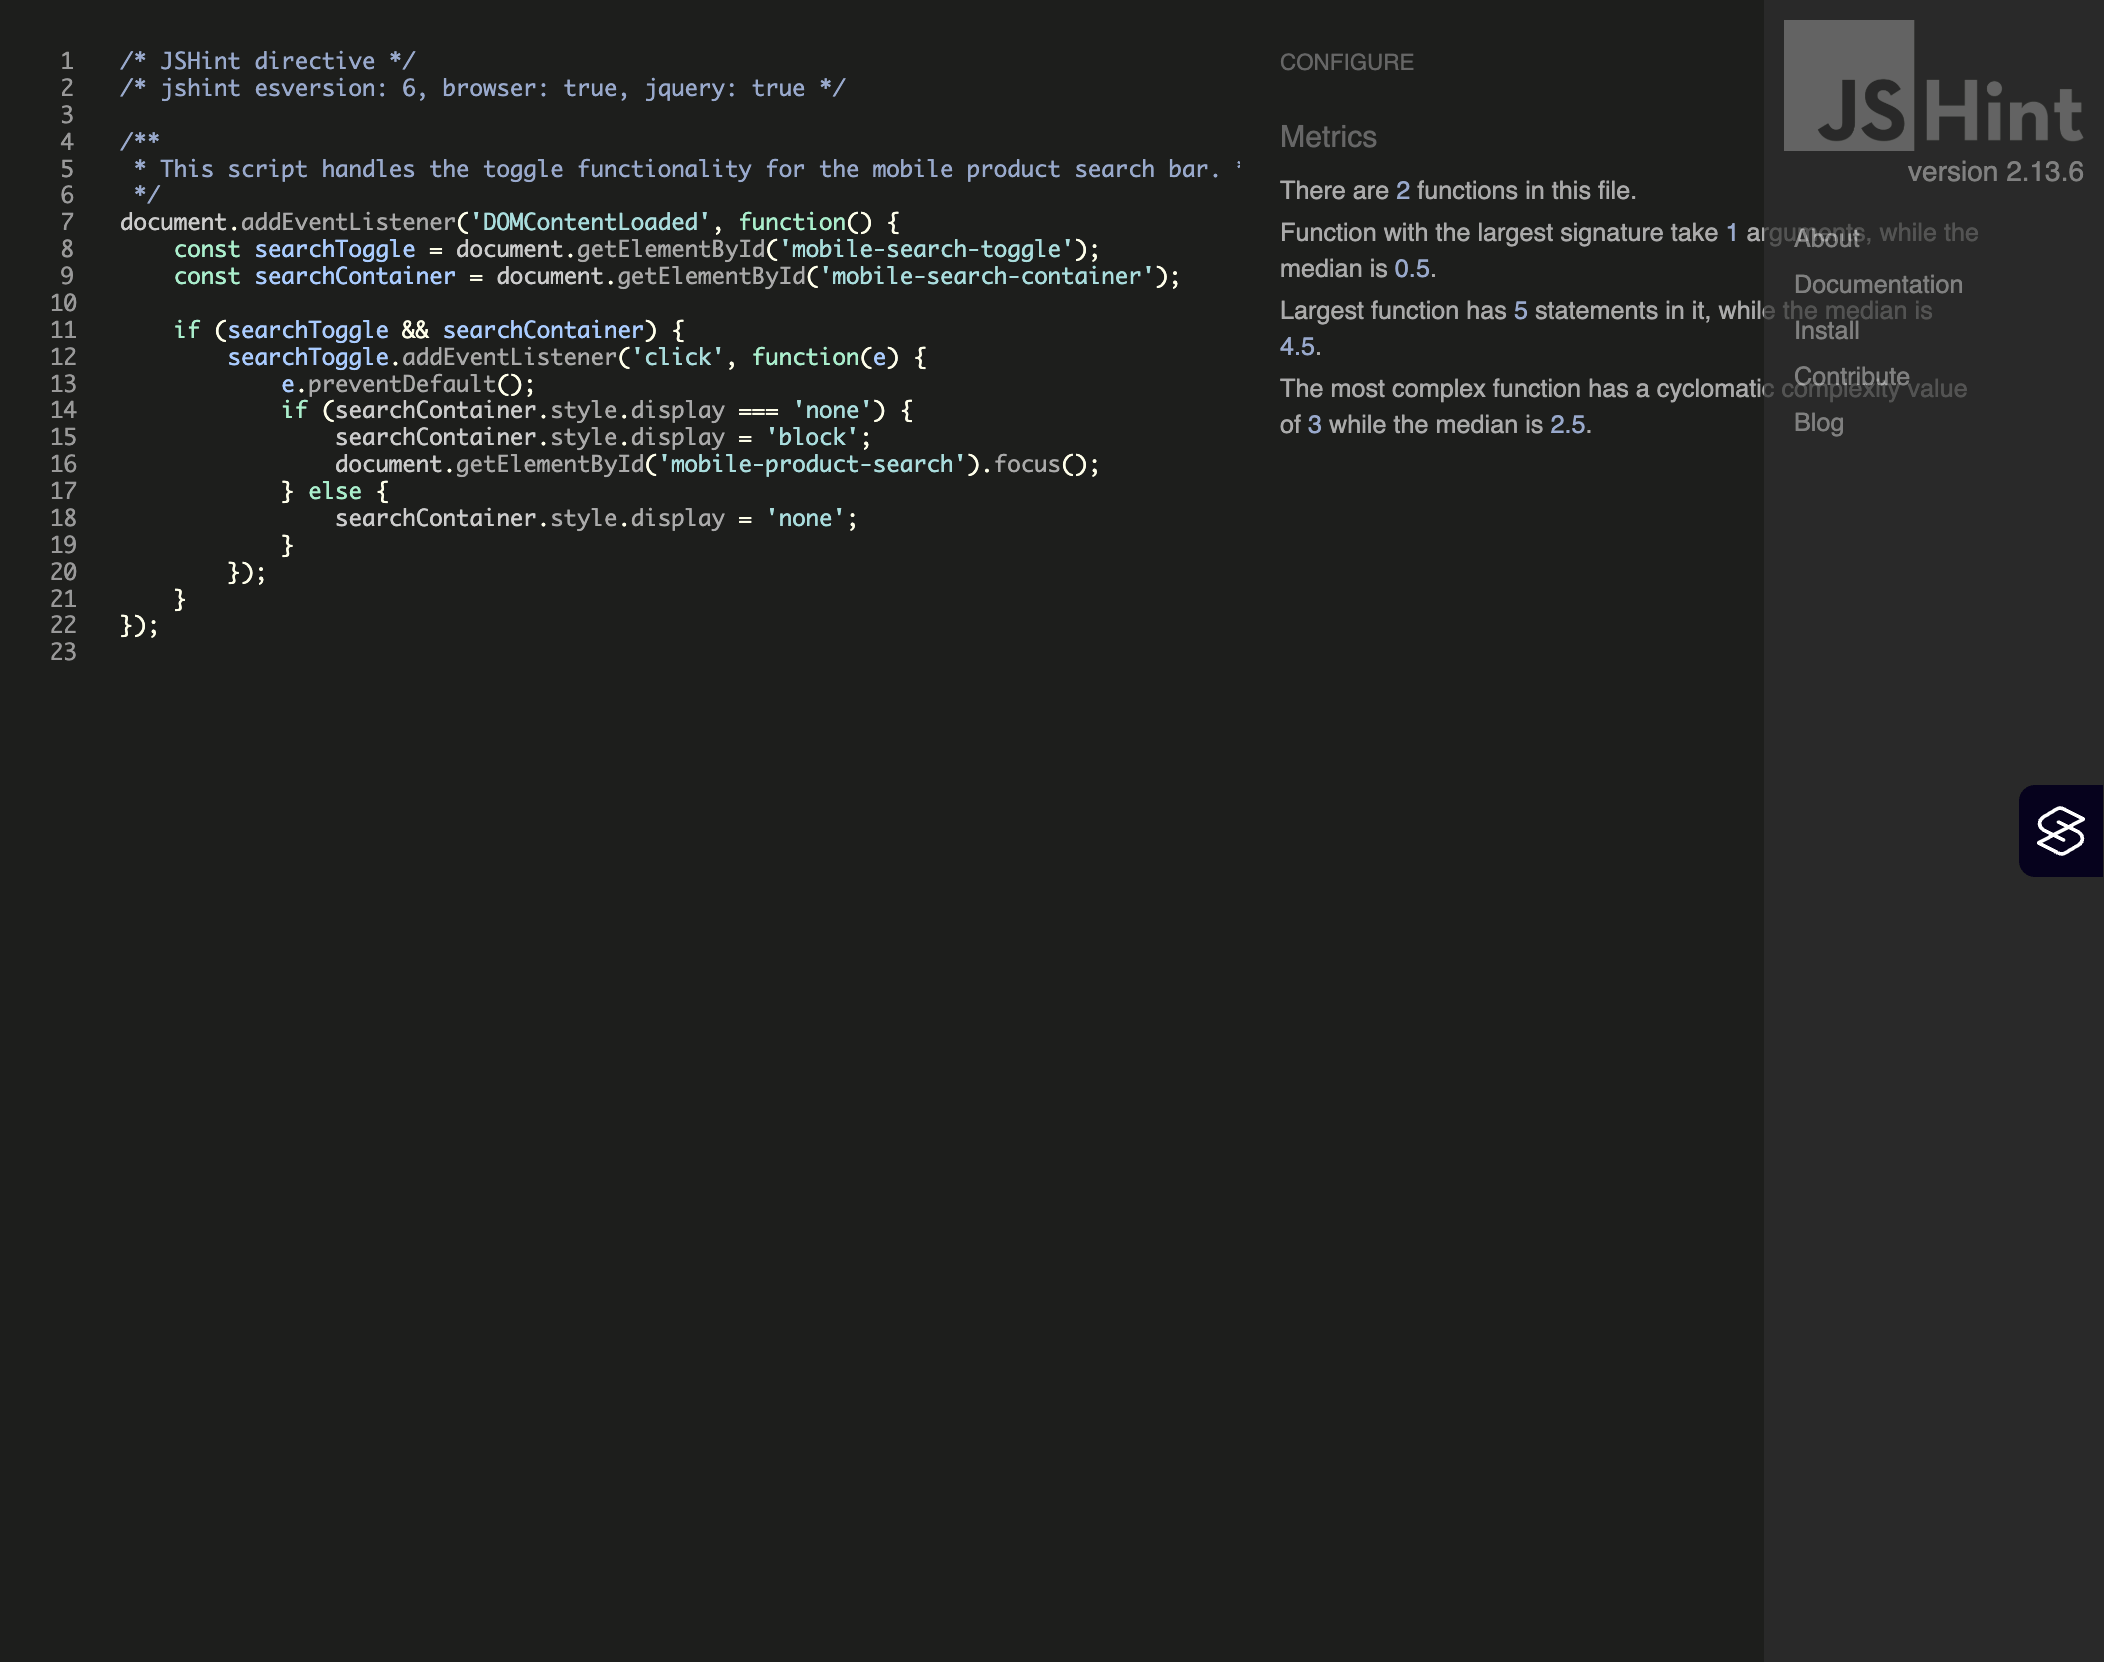 1 /* JSHint directive */
2 /* jshint esversion: 6, browser: true, jquery: true */
3
4 /**
5  * This script handles the toggle functionality for the mobile product search bar.
6  */
7 document.addEventListener('DOMContentLoaded', function() {
8     const searchToggle = document.getElementById('mobile-search-toggle');
9     const searchContainer = document.getElementById('mobile-search-container');
10
11     if (searchToggle && searchContainer) {
12         searchToggle.addEventListener('click', function(e) {
13             e.preventDefault();
14             if (searchContainer.style.display === 'none') {
15                 searchContainer.style.display = 'block';
16                 document.getElementById('mobile-product-search').focus();
17             } else {
18                 searchContainer.style.display = 'none';
19             }
20         });
21     }
22 });
23
CONFIGURE
Metrics
There are 2 functions in this file.
Function with the largest signature take 1 arguments, while the
median is 0.5.
Largest function has 5 statements in it, while the median is
4.5.
The most complex function has a cyclomatic complexity value
of 3 while the median is 2.5.
JSHint
version 2.13.6
About
Documentation
Install
Contribute
Blog